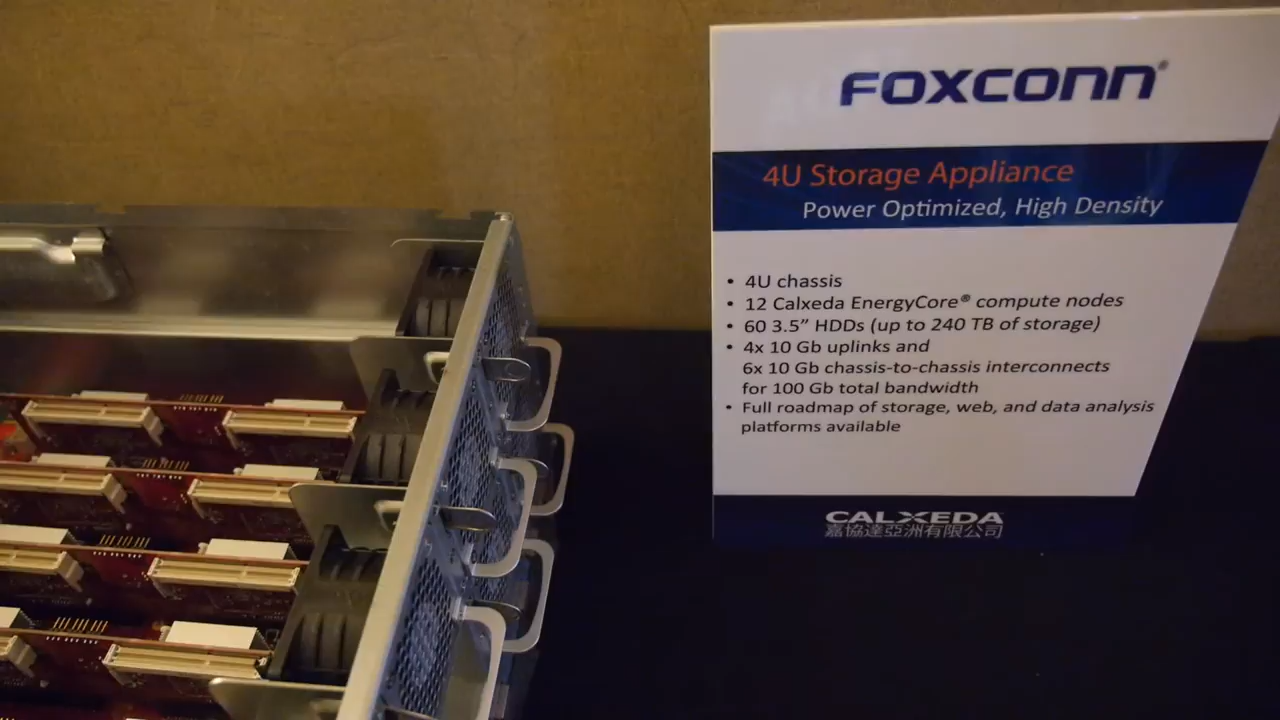 FOXCONN®
4U Storage Appliance
Power Optimized, High Density
• 4U chassis
• 12 Calxeda EnergyCore® compute nodes
• 60 3.5” HDDs (up to 240 TB of storage)
• 4x 10 Gb uplinks and
6x 10 Gb chassis-to-chassis interconnects
for 100 Gb total bandwidth
• Full roadmap of storage, web, and data analysis
platforms available
CALXEDA
嘉協達亞洲有限公司